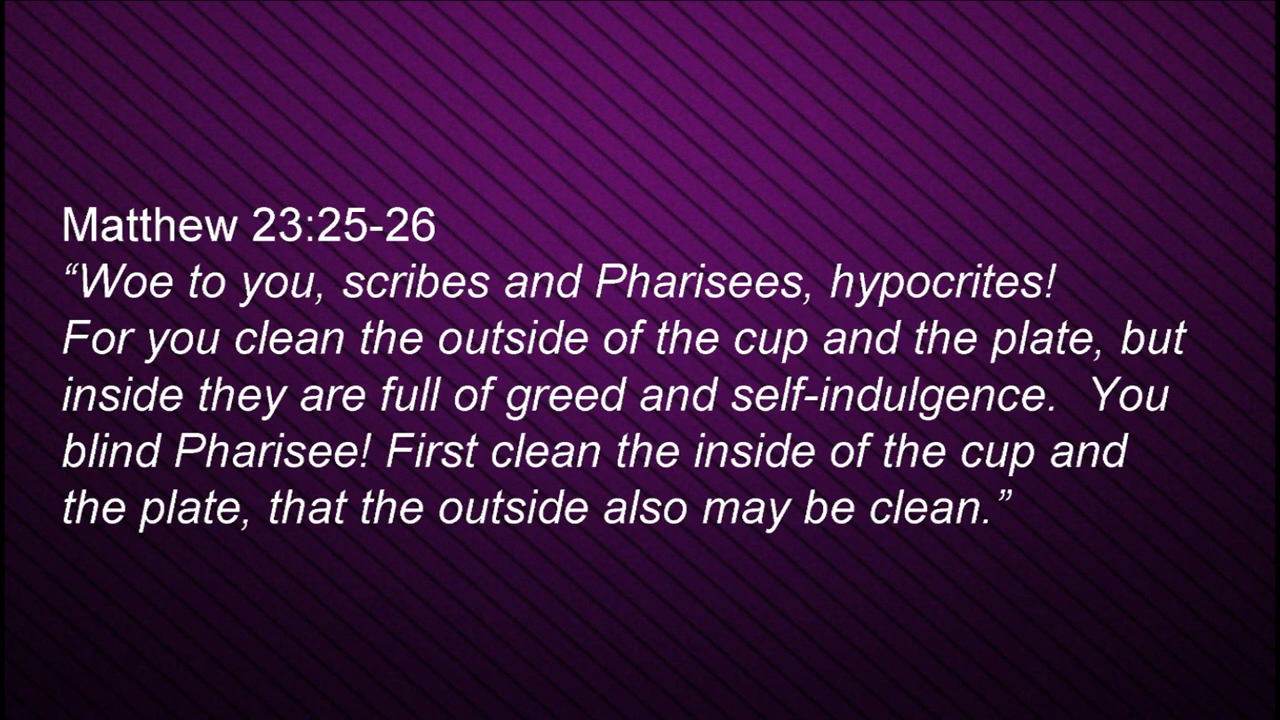 Matthew 23:25-26
“Woe to you, scribes and Pharisees, hypocrites!
For you clean the outside of the cup and the plate, but
inside they are full of greed and self-indulgence.  You
blind Pharisee! First clean the inside of the cup and
the plate, that the outside also may be clean.”